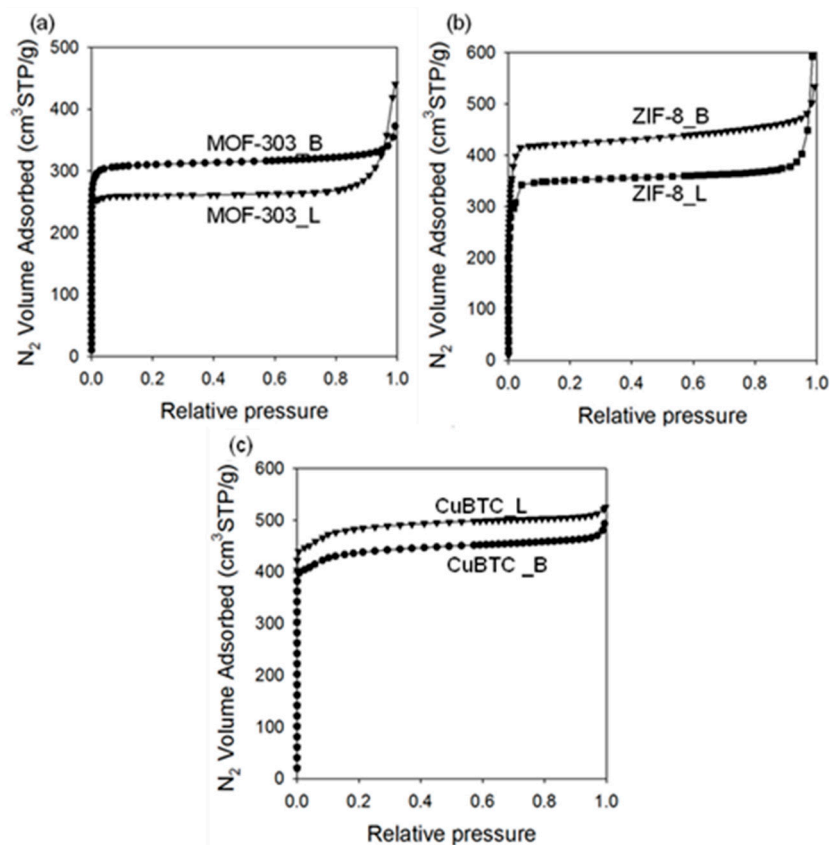 (a)
500
400
300
200
100
0
N₂ Volume Adsorbed (cm³STP/g)
MOF-303_B
MOF-303_L
0.0 0.2 0.4 0.6 0.8 1.0
Relative pressure
(b)
600
500
400
300
200
100
0
N₂ Volume Adsorbed (cm³STP/g)
ZIF-8_B
ZIF-8_L
0.0 0.2 0.4 0.6 0.8 1.0
Relative pressure
(c)
600
500
400
300
200
100
0
N₂ Volume Adsorbed (cm³STP/g)
CuBTC_L
CuBTC _B
0.0 0.2 0.4 0.6 0.8 1.0
Relative pressure